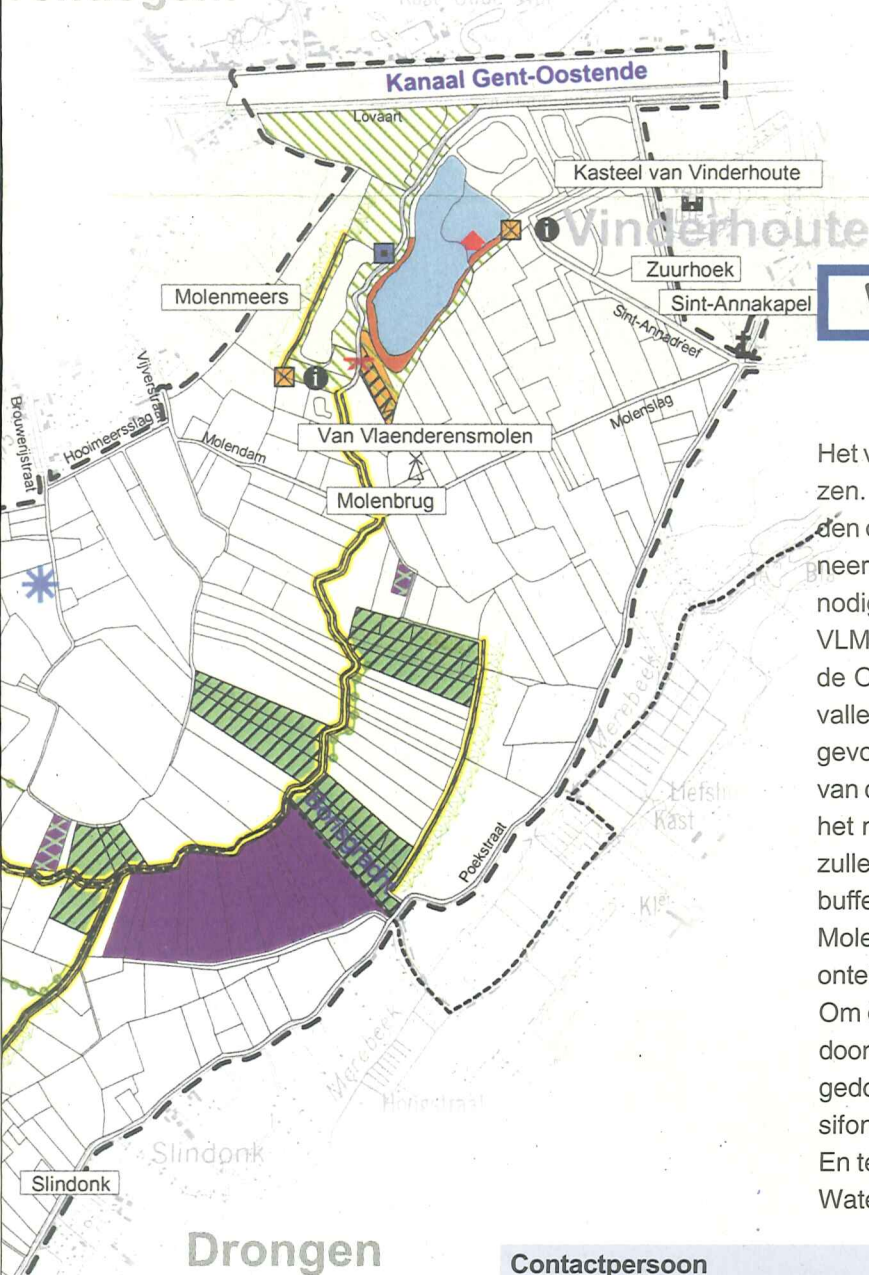 Kanaal Gent-Oostende
Lovaart
Kasteel van Vinderhoute
Vinderhoute
Zuurhoek
Molenmeers
Sint-Annakapel
Sint-Annadreef
Vijverstraat
Brouwerijstraat
Hooimeersslag
Molendam
Molenslag
Van Vlaenderensmolen
Molenbrug
Merebeek
Kast
Poekstraat
Merebeek
Slindonk
Slindonk
Drongen
Het v
zen.
den d
neer
nodig
VLM
de O
valle
gevo
van d
het r
zulle
buffe
Mole
onte
Om
door
gedo
sifor
En te
Wate
Contactpersoon